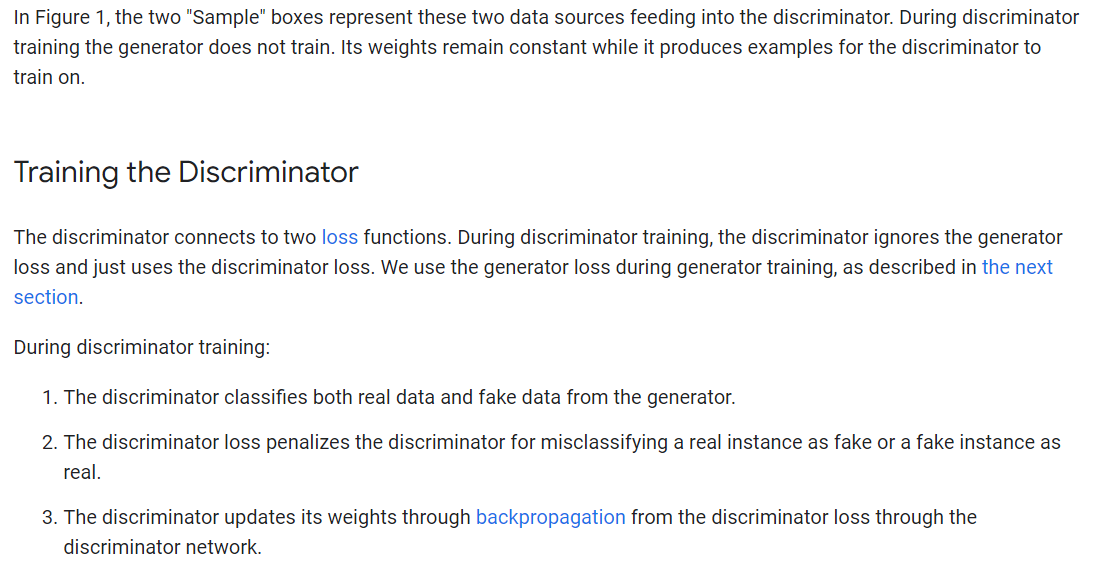 In Figure 1, the two "Sample" boxes represent these two data sources feeding into the discriminator. During discriminator
training the generator does not train. Its weights remain constant while it produces examples for the discriminator to
train on.
Training the Discriminator
The discriminator connects to two loss functions. During discriminator training, the discriminator ignores the generator
loss and just uses the discriminator loss. We use the generator loss during generator training, as described in the next
section.
During discriminator training:
1. The discriminator classifies both real data and fake data from the generator.
2. The discriminator loss penalizes the discriminator for misclassifying a real instance as fake or a fake instance as
real.
3. The discriminator updates its weights through backpropagation from the discriminator loss through the
discriminator network.